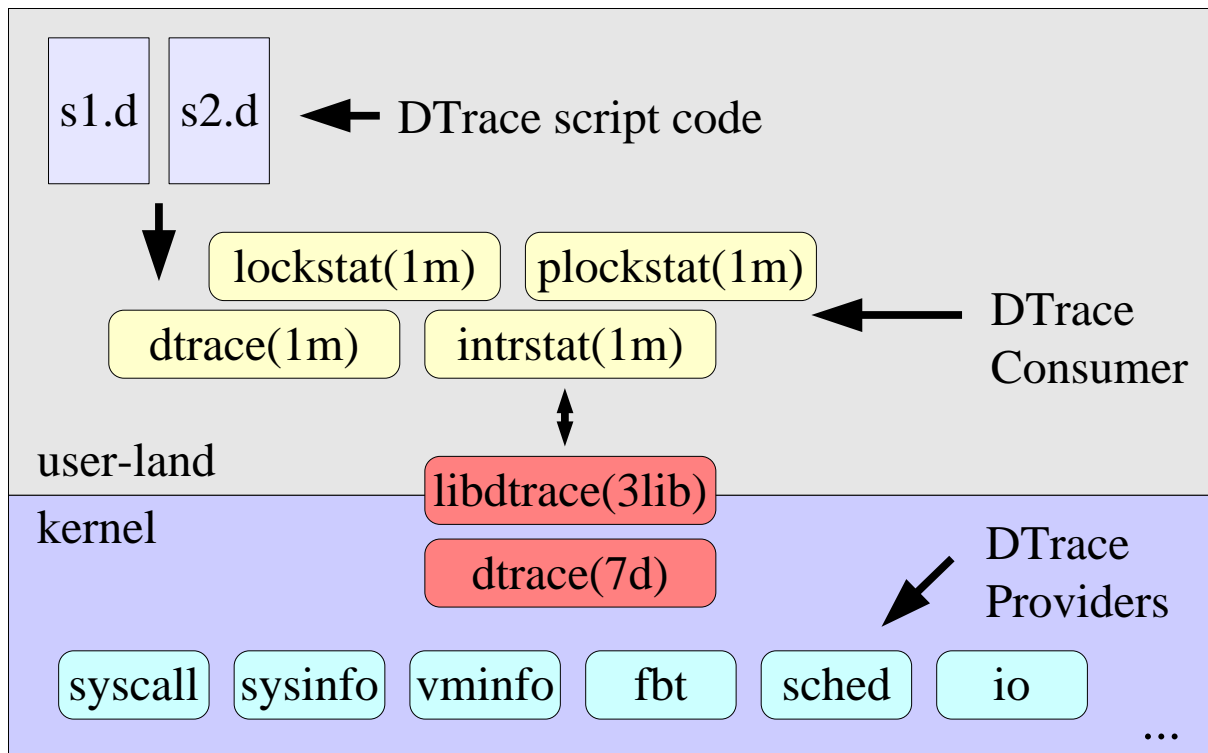 s1.d
s2.d
DTrace script code
lockstat(1m)
plockstat(1m)
dtrace(1m)
intrstat(1m)
DTrace
Consumer
user-land
libdtrace(3lib)
kernel
dtrace(7d)
DTrace
Providers
syscall
sysinfo
vminfo
fbt
sched
io
...